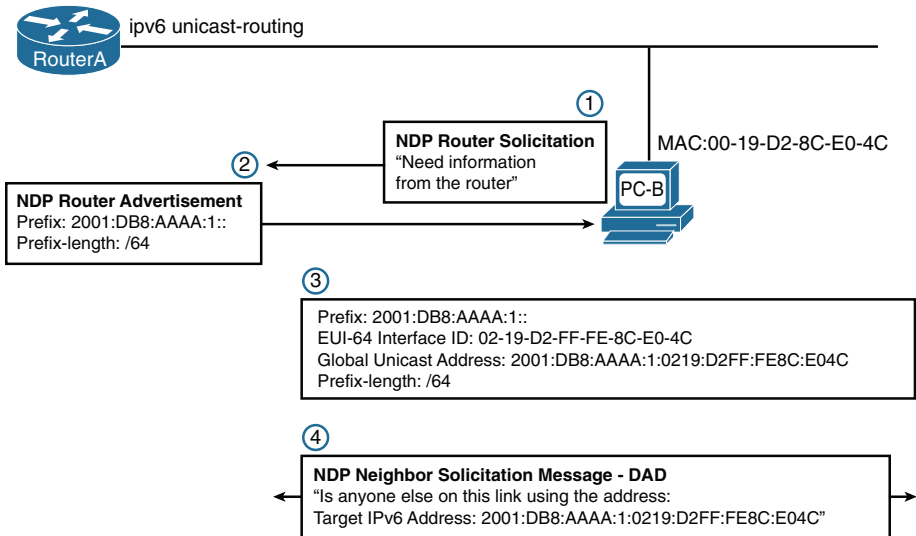 ipv6 unicast-routing
RouterA
1
NDP Router Solicitation
“Need information
from the router”
MAC:00-19-D2-8C-E0-4C
PC-B
2
NDP Router Advertisement
Prefix: 2001:DB8:AAAA:1::
Prefix-length: /64
3
Prefix: 2001:DB8:AAAA:1::
EUI-64 Interface ID: 02-19-D2-FF-FE-8C-E0-4C
Global Unicast Address: 2001:DB8:AAAA:1:0219:D2FF:FE8C:E04C
Prefix-length: /64
4
NDP Neighbor Solicitation Message - DAD
“Is anyone else on this link using the address:
Target IPv6 Address: 2001:DB8:AAAA:1:0219:D2FF:FE8C:E04C”